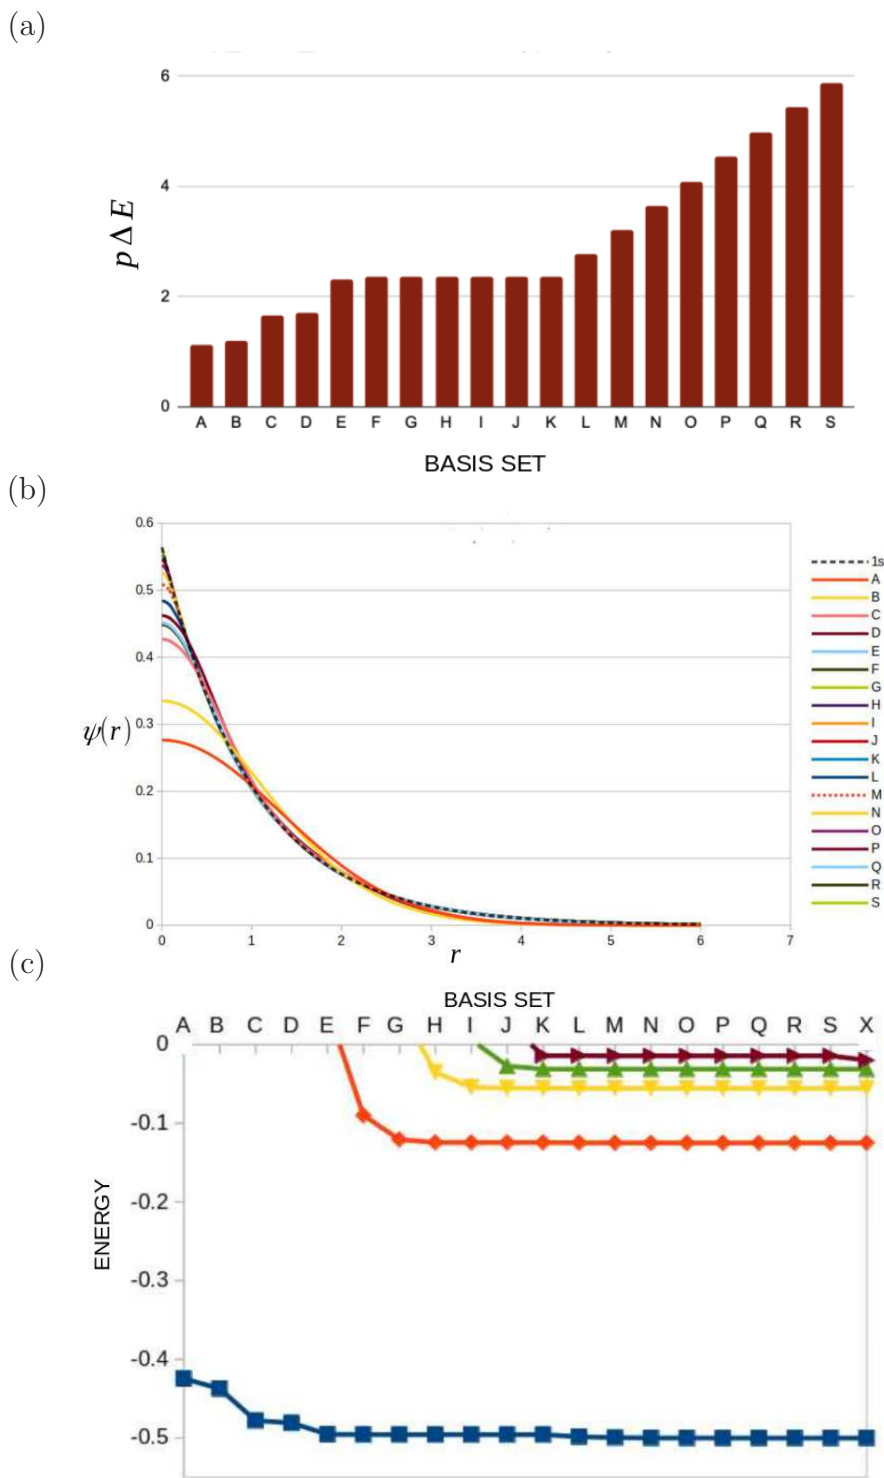 (a)
6
4
2
0
p Δ E
A B C D E F G H I J K L M N O P Q R S
BASIS SET
(b)
0.6
0.5
0.4
0.3
0.2
0.1
0
ψ(r)
0 1 2 3 4 5 6 7
r
1s
A
B
C
D
E
F
G
H
I
J
K
L
M
N
O
P
Q
R
S
(c)
BASIS SET
A B C D E F G H I J K L M N O P Q R S X
0
-0.1
-0.2
-0.3
-0.4
-0.5
ENERGY